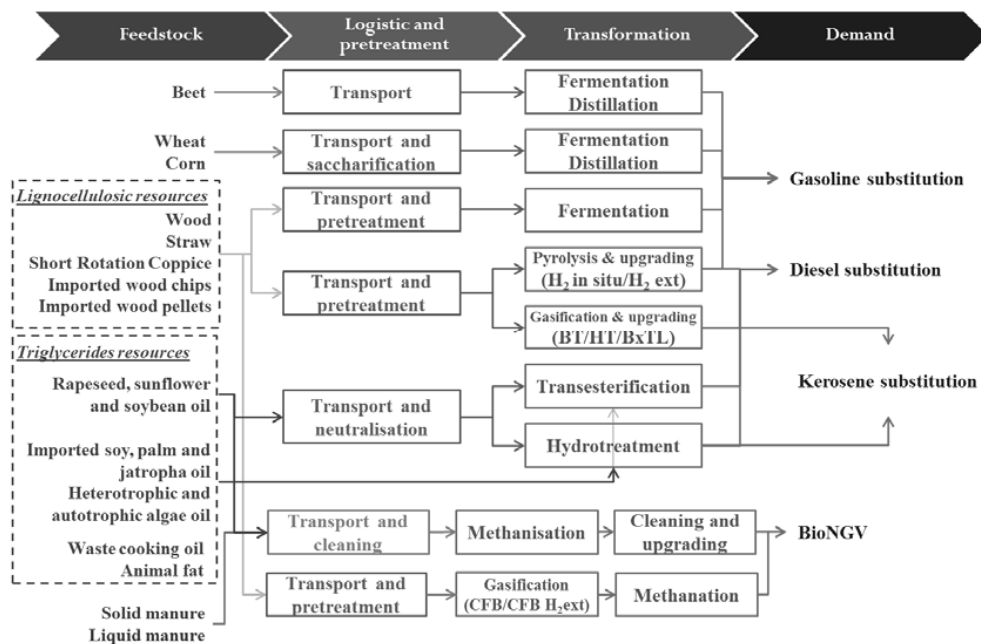 Feedstock
Logistic and
pretreatment
Transformation
Demand
Beet
Transport
Fermentation
Distillation
Wheat
Corn
Transport and
saccharification
Fermentation
Distillation
Gasoline substitution
Lignocellulosic resources
Wood
Straw
Short Rotation Coppice
Imported wood chips
Imported wood pellets
Transport and
pretreatment
Fermentation
Transport and
pretreatment
Pyrolysis & upgrading
(H₂ in situ/H₂ ext)
Diesel substitution
Gasification & upgrading
(BT/HT/BxTL)
Triglycerides resources
Rapeseed, sunflower
and soybean oil
Transport and
neutralisation
Transesterification
Kerosene substitution
Hydrotreatment
Imported soy, palm and
jatropha oil
Heterotrophic and
autotrophic algae oil
Waste cooking oil
Animal fat
Transport and
cleaning
Methanisation
Cleaning and
upgrading
BioNGV
Solid manure
Liquid manure
Transport and
pretreatment
Gasification
(CFB/CFB H₂ext)
Methanation